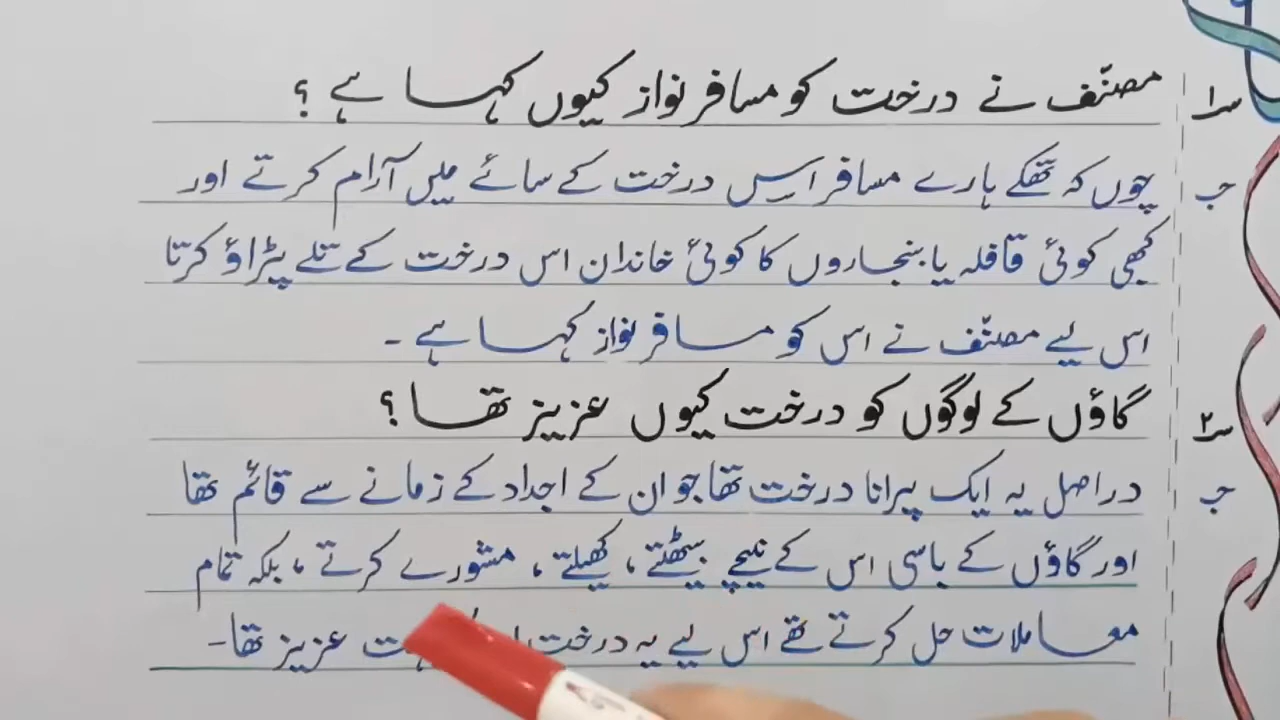 س۱ مصنّف نے درخت کو مسافر نواز کیوں کہا ہے ؟
ج چوں کہ تھکے ہارے مسافر اِس درخت کے سائے میں آرام کرتے اور
کبھی کوئی قافلہ یا بنجاروں کا کوئی خاندان اس درخت کے تلے پڑاؤ کرتا
اس لیے مصنّف نے اس کو مسافر نواز کہا ہے ۔
س۲ گاؤں کے لوگوں کو درخت کیوں عزیز تھا ؟
ج دراصل یہ ایک پرانا درخت تھا جو ان کے اجداد کے زمانے سے قائم تھا
اور گاؤں کے باسی اس کے نیچے بیٹھتے ، کھیلتے ، مشورے کرتے ، بلکہ تمام
معاملات حل کرتے تھے اس لیے یہ درخت عزیز تھا ۔